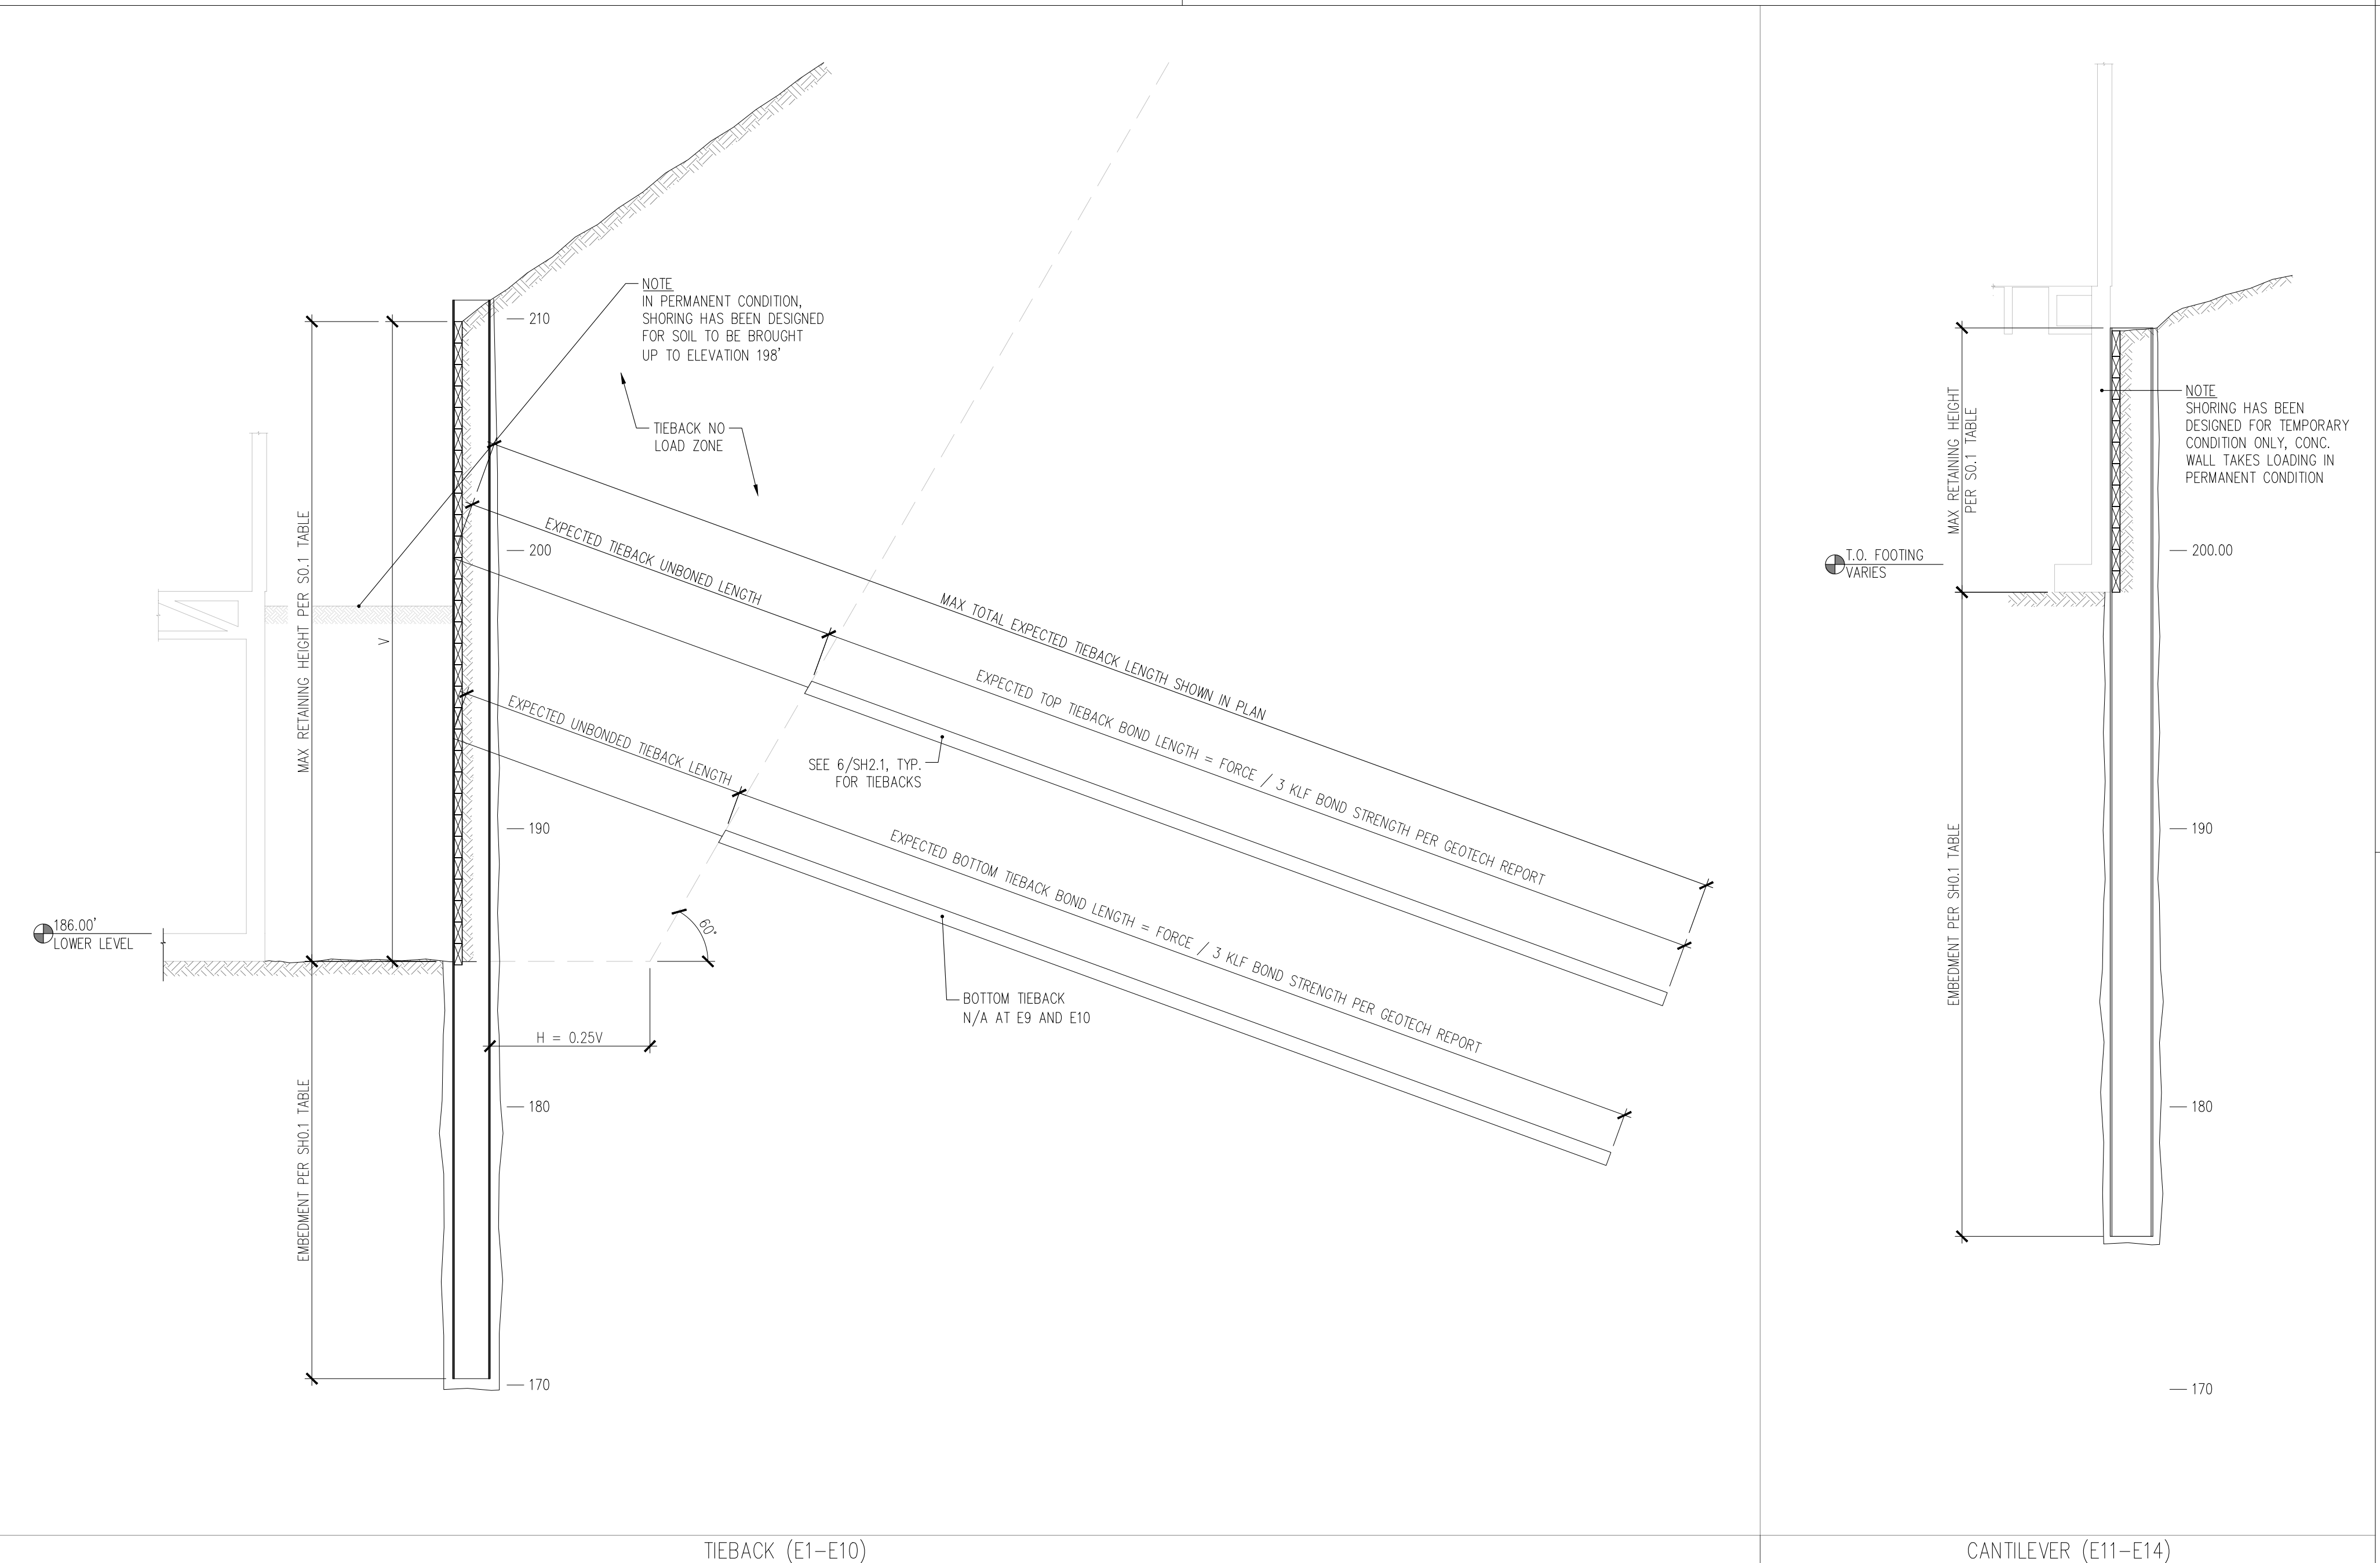 NOTE
IN PERMANENT CONDITION,
SHORING HAS BEEN DESIGNED
FOR SOIL TO BE BROUGHT
UP TO ELEVATION 198'
TIEBACK NO
LOAD ZONE
210
200
190
180
170
MAX RETAINING HEIGHT PER S0.1 TABLE
V
EMBEDMENT PER SH0.1 TABLE
186.00'
LOWER LEVEL
EXPECTED TIEBACK UNBONED LENGTH
MAX TOTAL EXPECTED TIEBACK LENGTH SHOWN IN PLAN
EXPECTED TOP TIEBACK BOND LENGTH = FORCE / 3 KLF BOND STRENGTH PER GEOTECH REPORT
EXPECTED UNBONDED TIEBACK LENGTH
EXPECTED BOTTOM TIEBACK BOND LENGTH = FORCE / 3 KLF BOND STRENGTH PER GEOTECH REPORT
SEE 6/SH2.1, TYP.
FOR TIEBACKS
60°
BOTTOM TIEBACK
N/A AT E9 AND E10
H = 0.25V
TIEBACK (E1-E10)
MAX RETAINING HEIGHT
PER S0.1 TABLE
NOTE
SHORING HAS BEEN
DESIGNED FOR TEMPORARY
CONDITION ONLY, CONC.
WALL TAKES LOADING IN
PERMANENT CONDITION
T.O. FOOTING
VARIES
200.00
190
180
170
EMBEDMENT PER SH0.1 TABLE
CANTILEVER (E11-E14)